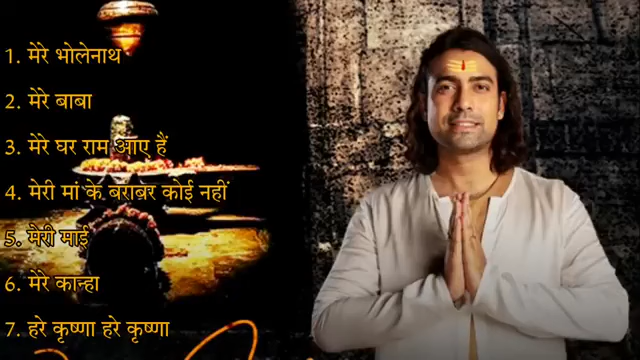 1. मेरे भोलेनाथ
2. मेरे बाबा
3. मेरे घर राम आए हैं
4. मेरी मां के बराबर कोई नहीं
5. मेरी माई
6. मेरे कान्हा
7. हरे कृष्णा हरे कृष्णा